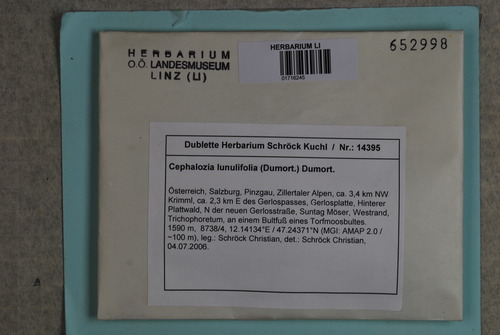 HERBARIUM
O.Ö. LANDESMUSEUM
LINZ (LI)
HERBARIUM LI
01716245
652998
Dublette Herbarium Schröck Kuchl / Nr.: 14395
Cephalozia lunulifolia (Dumort.) Dumort.
Österreich, Salzburg, Pinzgau, Zillertaler Alpen, ca. 3,4 km NW
Krimml, ca. 2,3 km E des Gerlospasses, Gerlosplatte, Hinterer
Plattwald, N der neuen Gerlosstraße, Suntag Möser, Westrand,
Trichophoretum, an einem Bultfuß eines Torfmoosbultes.
1590 m, 8738/4, 12.14134°E / 47.24371°N (MGI: AMAP 2.0 /
~100 m), leg.: Schröck Christian, det.: Schröck Christian,
04.07.2006.